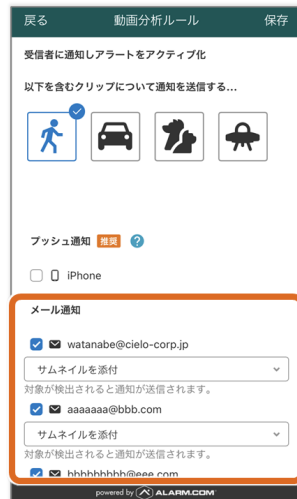 戻る 動画分析ルール 保存
受信者に通知しアラートをアクティブ化
以下を含むクリップについて通知を送信する...
プッシュ通知 推奨 ?
iPhone
メール通知
watanabe@cielo-corp.jp
サムネイルを添付
対象が検出されると通知が送信されます。
aaaaaaa@bbb.com
サムネイルを添付
対象が検出されると通知が送信されます。
bbbbbbbbb@eee.com
powered by ALARM.COM